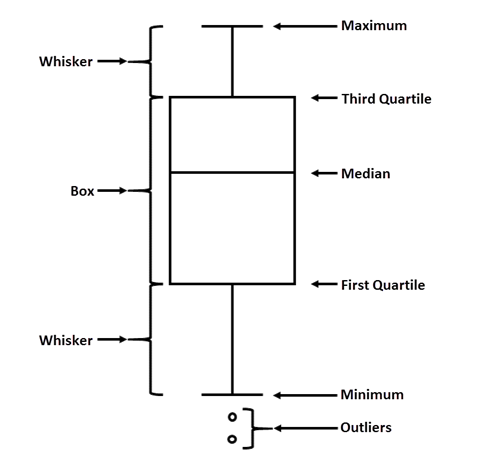 Maximum
Whisker
Third Quartile
Median
Box
First Quartile
Whisker
Minimum
Outliers